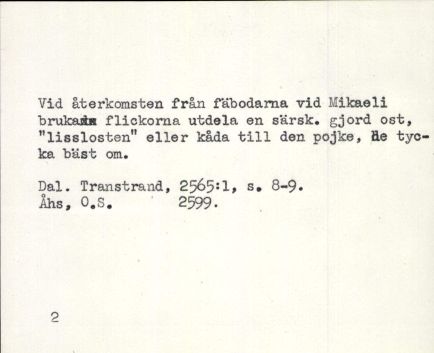 Vid återkomsten från fäbodarna vid Mikaeli
bruka flickorna utdela en särsk. gjord ost,
"lisslosten" eller kåda till den pojke, de tyc-
ka bäst om.
Dal. Transtrand, 2565:1, s. 8-9.
Åhs, O.S. 2599.
2